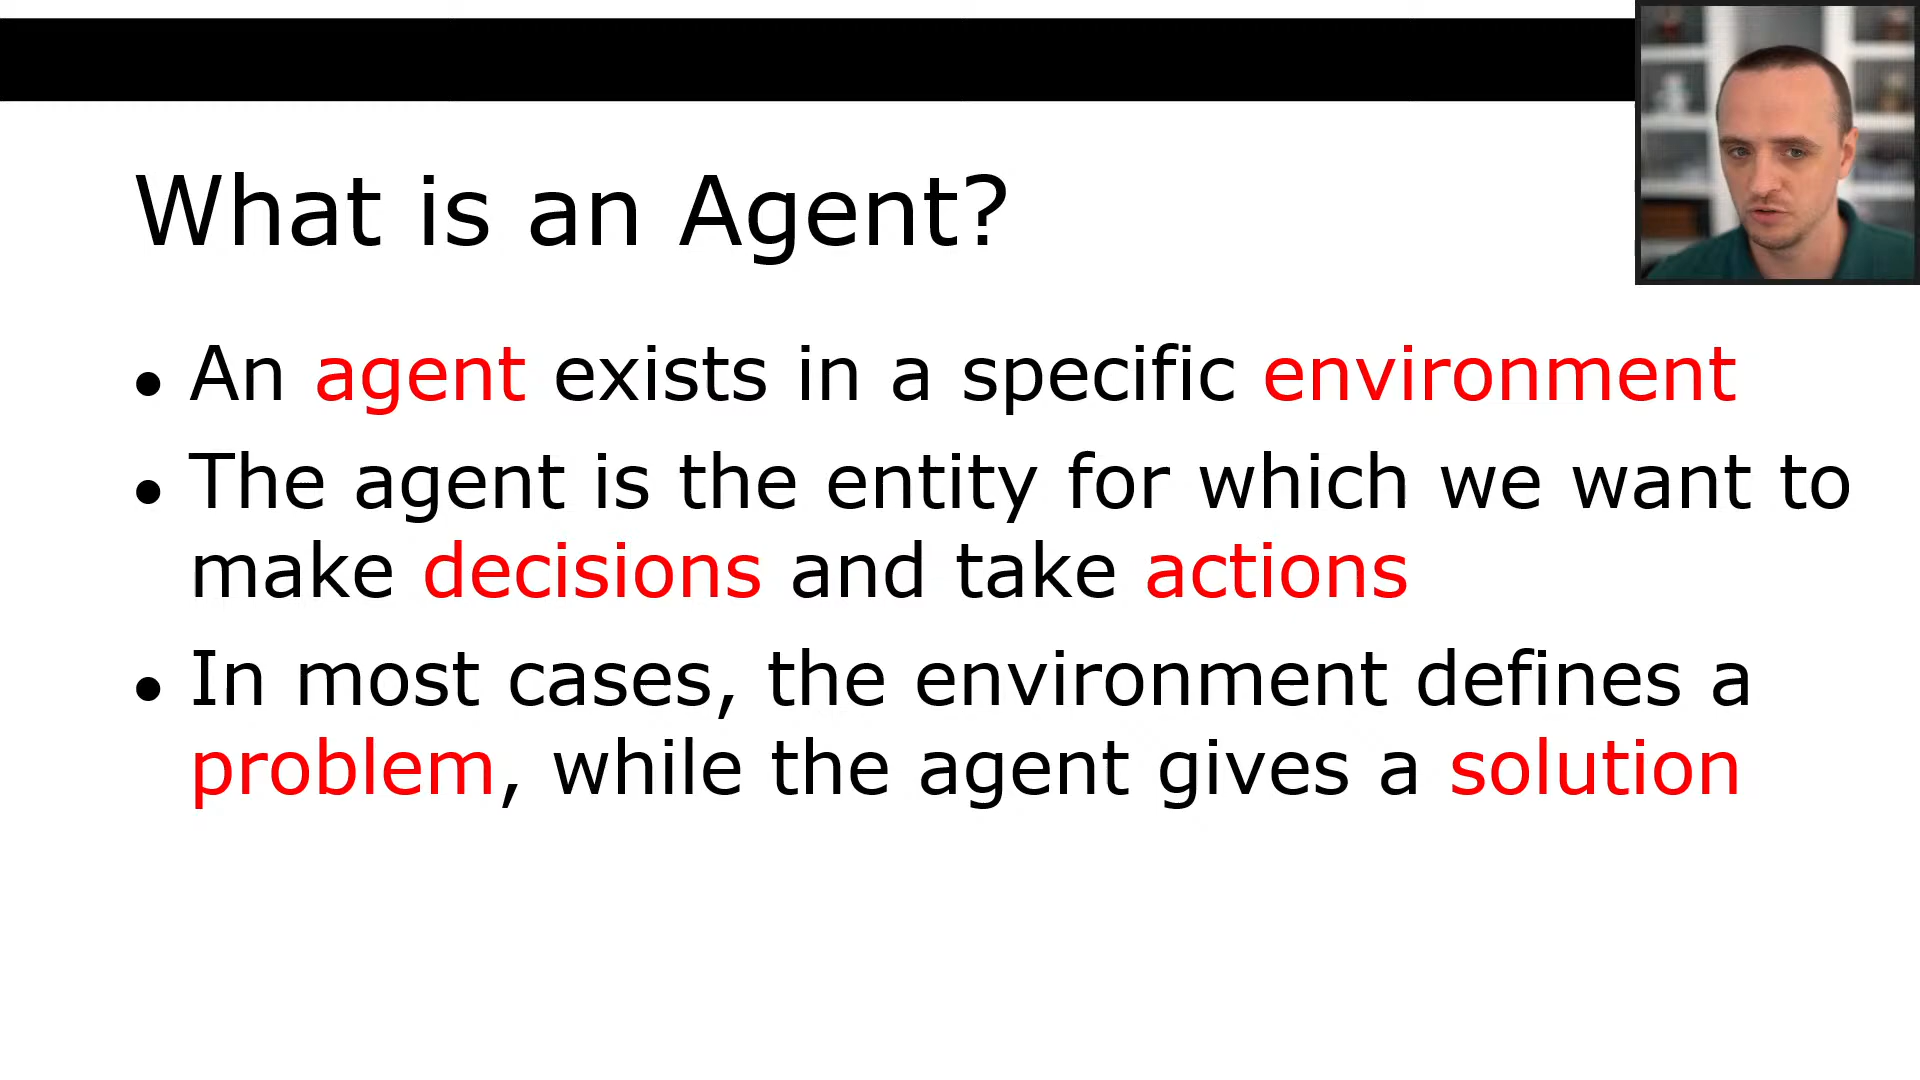 What is an Agent?
• An agent exists in a specific environment
• The agent is the entity for which we want to
make decisions and take actions
• In most cases, the environment defines a
problem, while the agent gives a solution